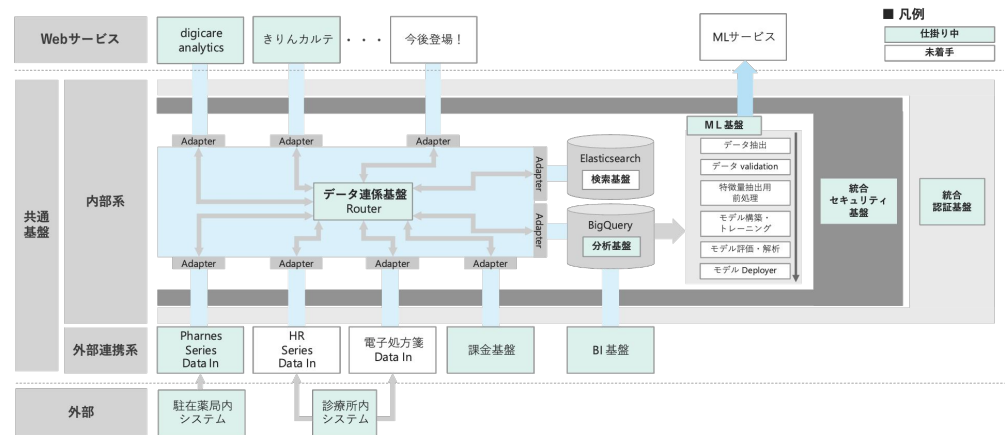 ■ 凡例
仕掛り中
未着手
Webサービス
digicare
analytics
きりんカルテ
・・・
今後登場！
MLサービス
共通
基盤
内部系
Adapter
Adapter
Adapter
データ連係基盤
Router
Adapter
Adapter
Elasticsearch
検索基盤
BigQuery
分析基盤
ML 基盤
データ抽出
データ validation
特徴量抽出用
前処理
モデル構築・
トレーニング
モデル評価・解析
モデル Deployer
統合
セキュリティ
基盤
統合
認証基盤
Adapter
Adapter
Adapter
Adapter
外部連携系
Pharnes
Series
Data In
HR
Series
Data In
電子処方箋
Data In
課金基盤
BI 基盤
外部
駐在薬局内
システム
診療所内
システム